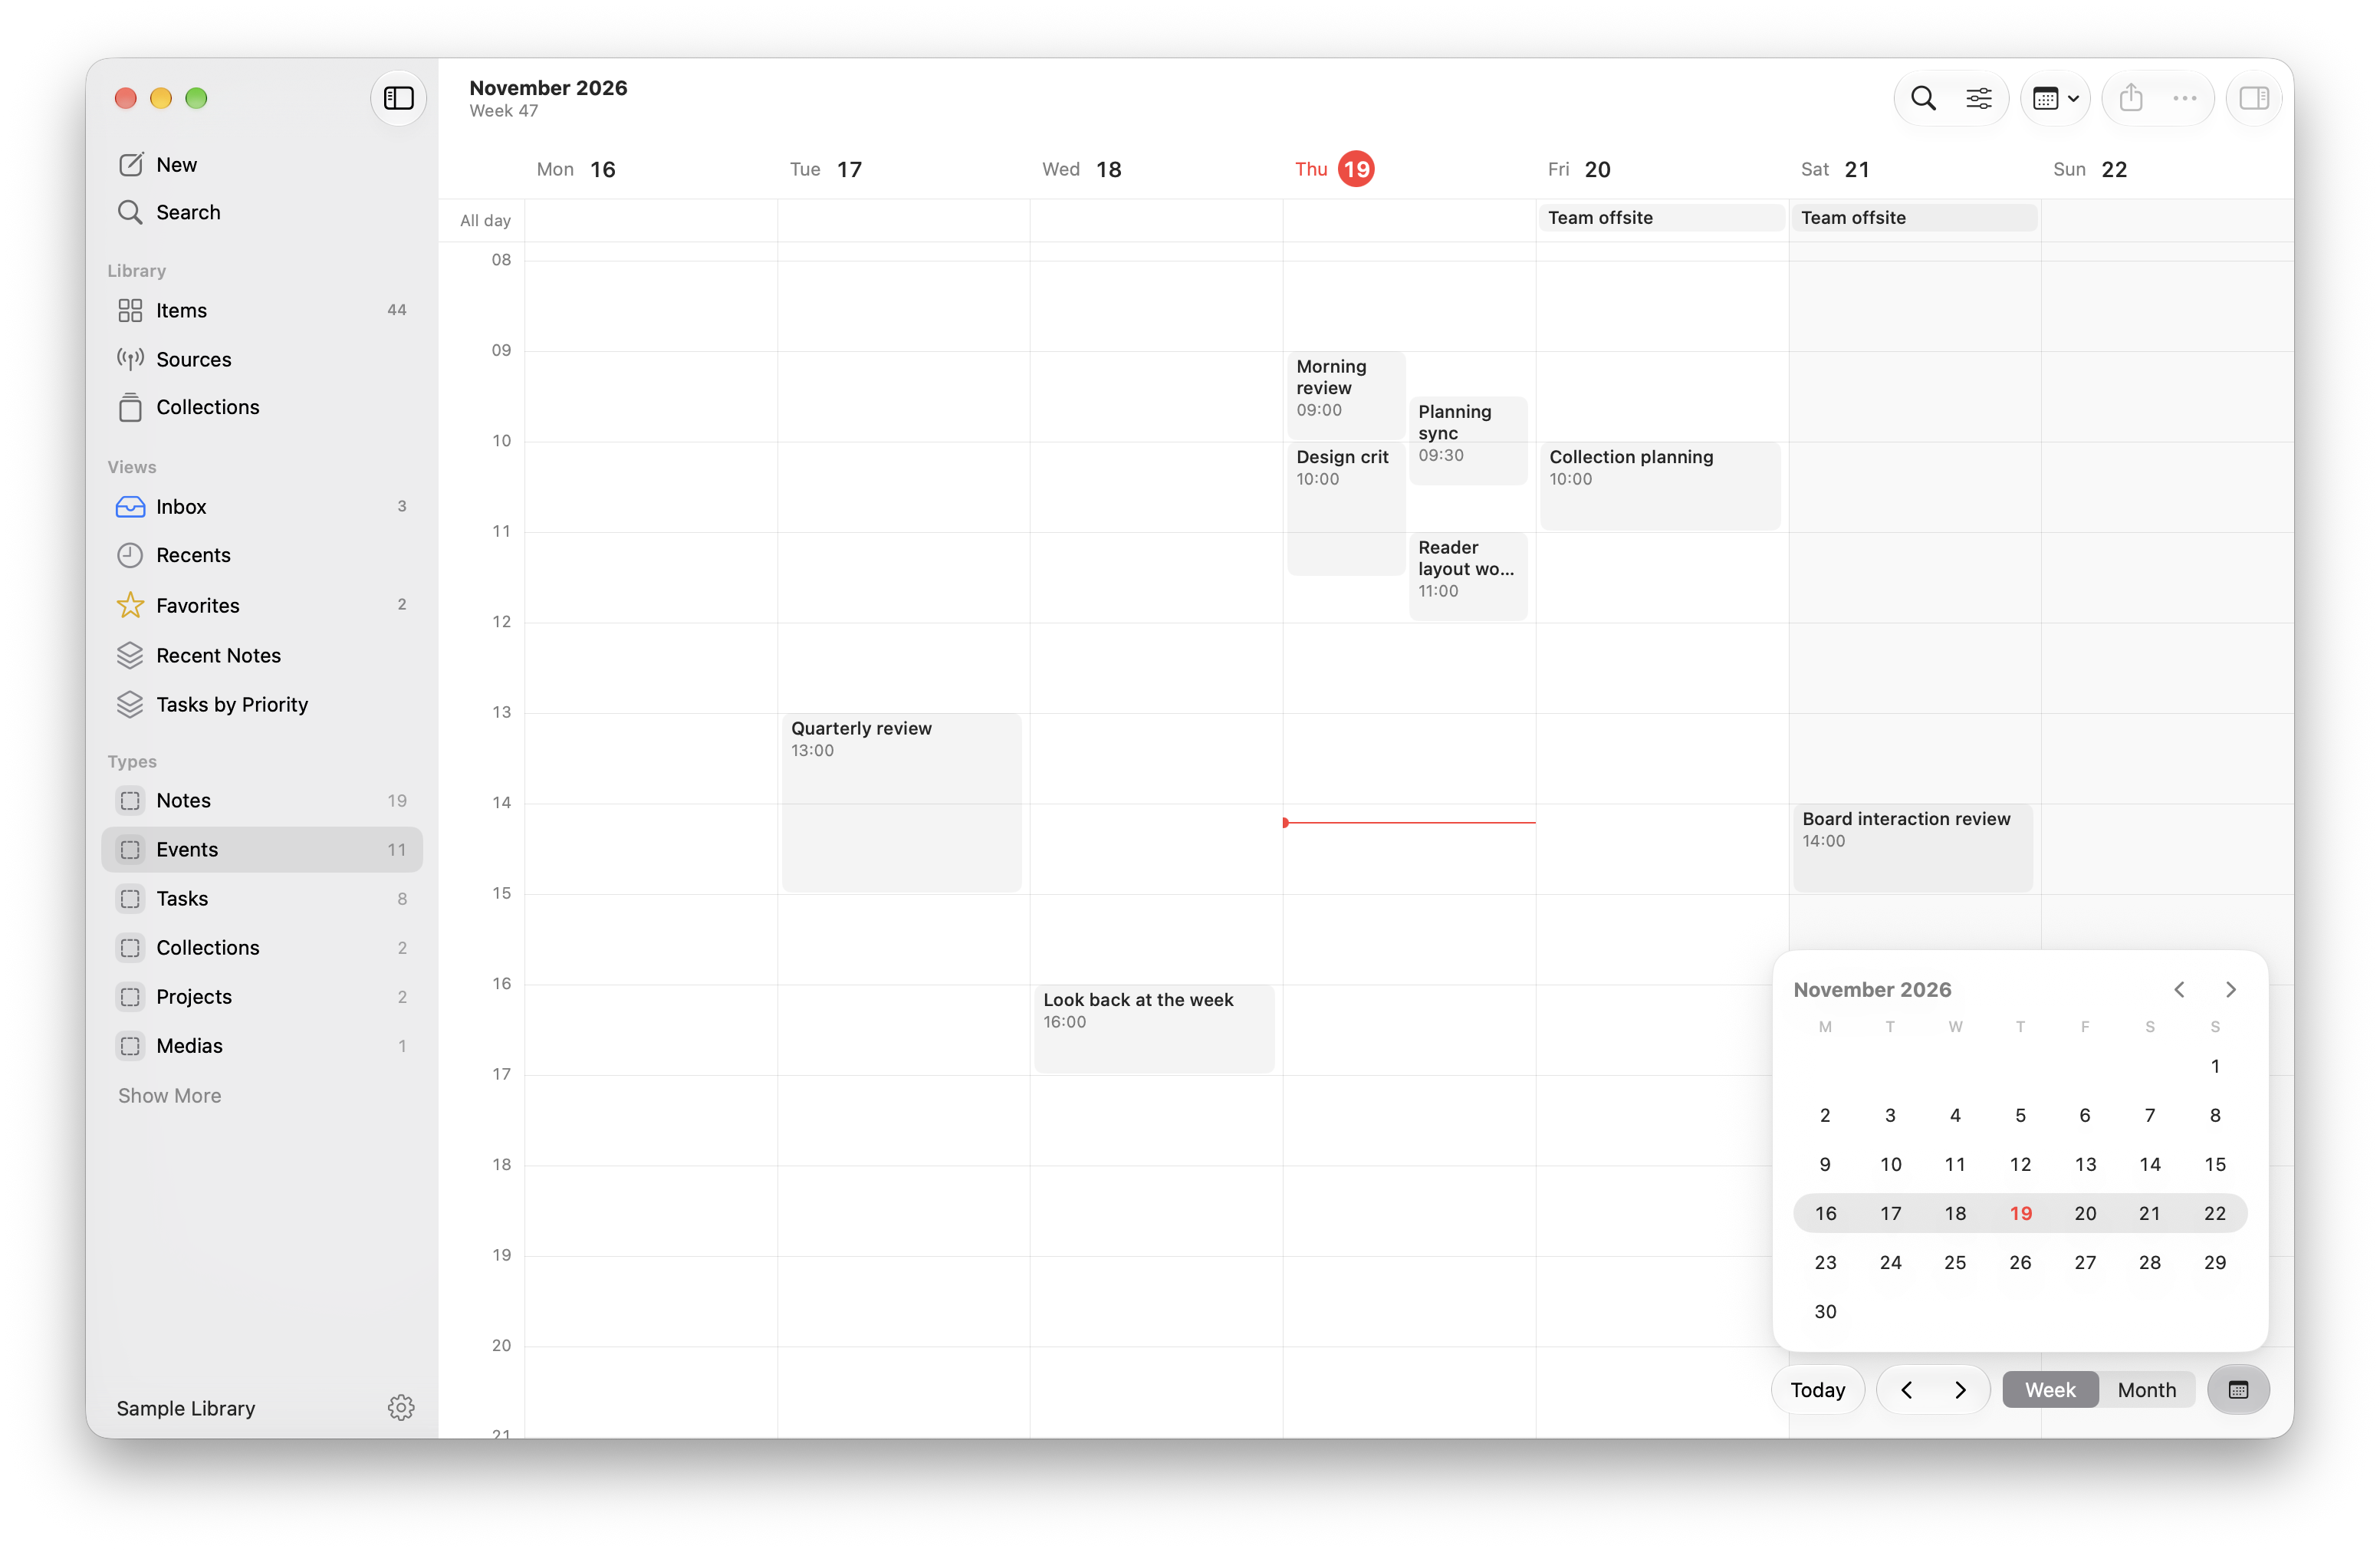 New
Search
Library
Items 44
Sources
Collections
Views
Inbox 3
Recents
Favorites 2
Recent Notes
Tasks by Priority
Types
Notes 19
Events 11
Tasks 8
Collections 2
Projects 2
Medias 1
Show More
Sample Library
November 2026
Week 47
Mon 16 Tue 17 Wed 18 Thu 19 Fri 20 Sat 21 Sun 22
All day Team offsite Team offsite
08
09
Morning
review
09:00
Planning
sync
09:30
10
Design crit
10:00
Collection planning
10:00
11
Reader
layout wo...
11:00
12
13
Quarterly review
13:00
14
Board interaction review
14:00
15
16
Look back at the week
16:00
17
18
19
20
21
November 2026
M T W T F S S
1
2 3 4 5 6 7 8
9 10 11 12 13 14 15
16 17 18 19 20 21 22
23 24 25 26 27 28 29
30
Today Week Month